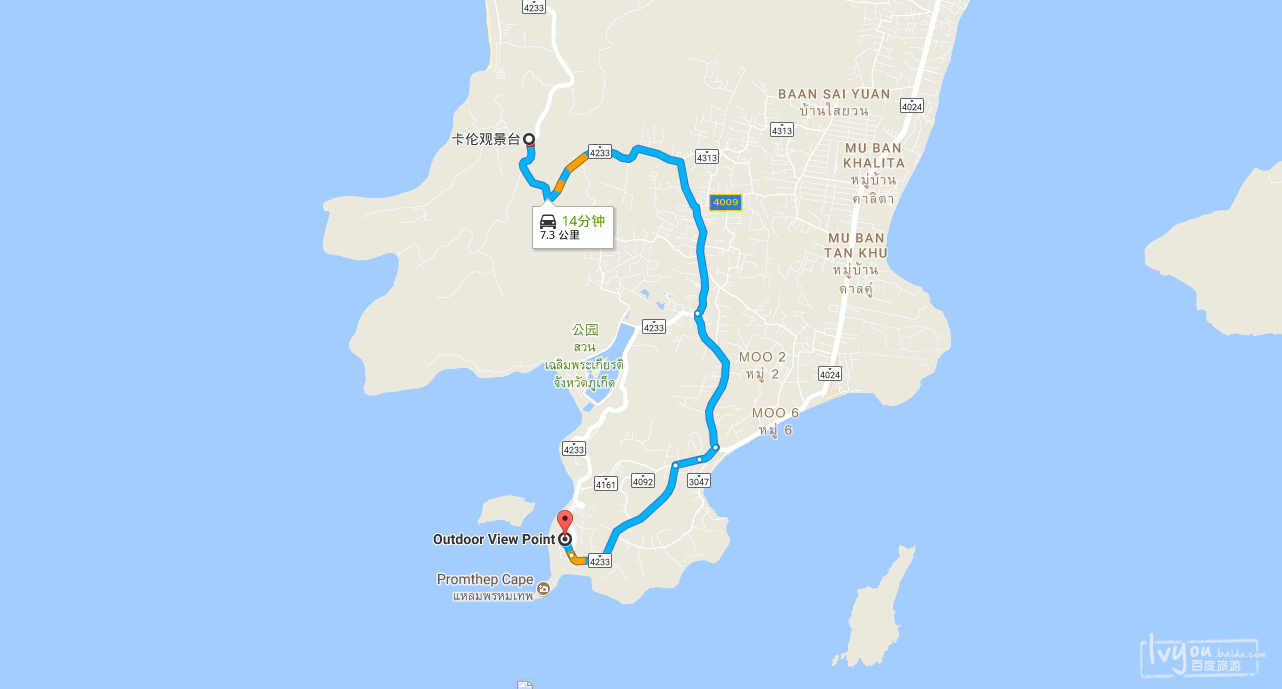 4233
BAAN SAI YUAN
บ้านใสยวน
4024
4313
卡伦观景台
4233
4313
MU BAN
KHALITA
หมู่บ้าน
คาลิตา
4009
14分钟
7.3 公里
MU BAN
TAN KHU
หมู่บ้าน
ตาลคู่
公园
สวน
เฉลิมพระเกียรติ
จังหวัดภูเก็ต
4233
MOO 2
หมู่ 2
4024
MOO 6
หมู่ 6
4233
4161
4092
3047
Outdoor View Point
4233
Promthep Cape
แหลมพรหมเทพ
lvyou.baidu.com
百度旅游